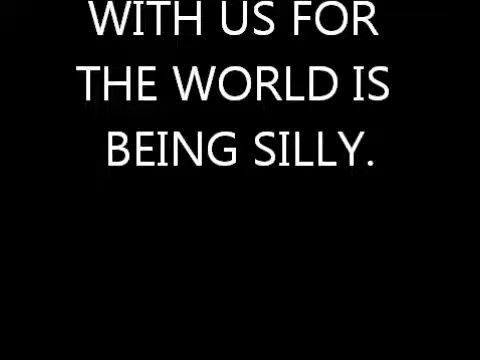 WITH US FOR
THE WORLD IS
BEING SILLY.